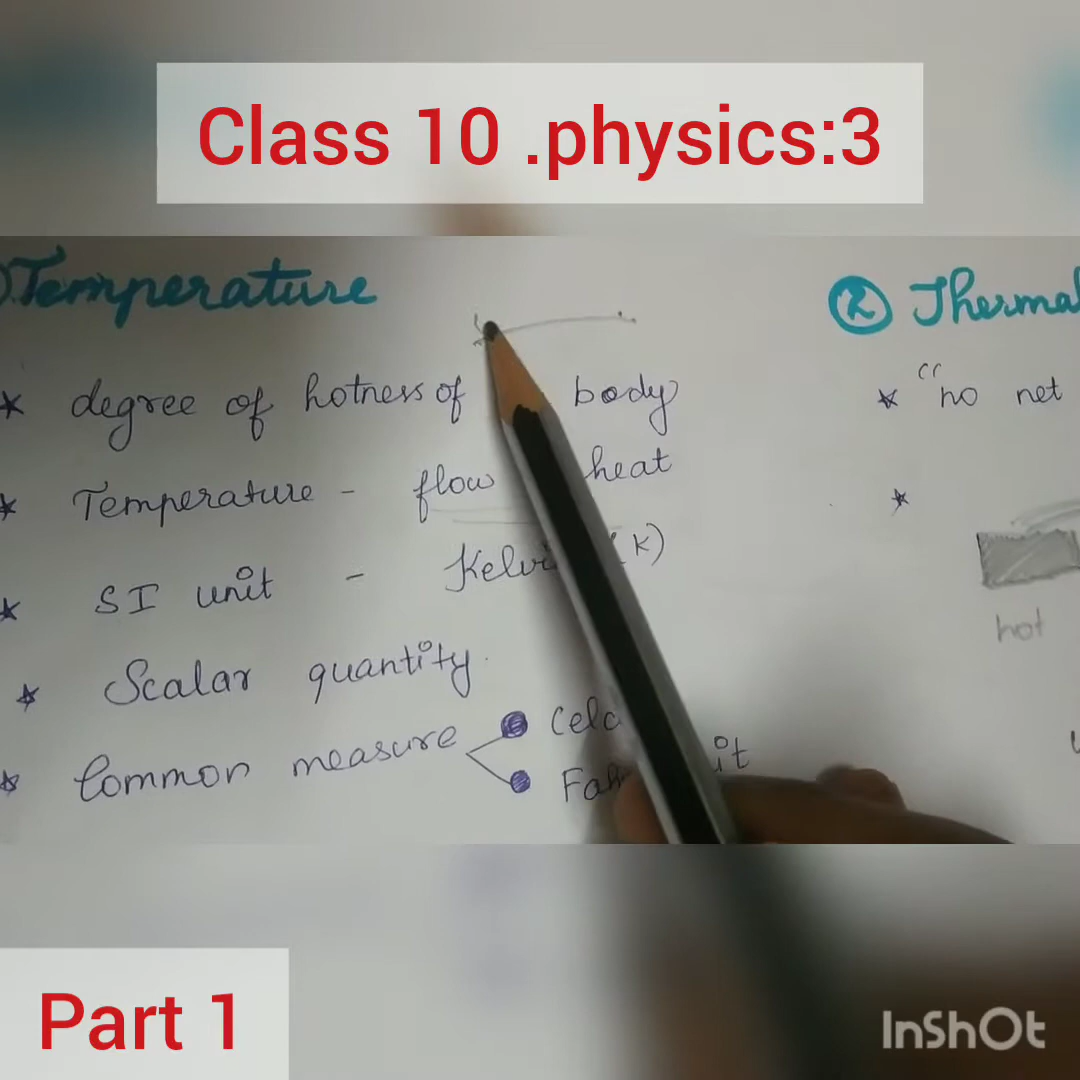 Class 10 .physics:3
Temperature
* degree of hotness of body
* Temperature - flow heat
* SI unit - (K)
* Scalar quantity.
* Common measure
2 Thermal
* "no net
*
hot
Part 1
InShOt